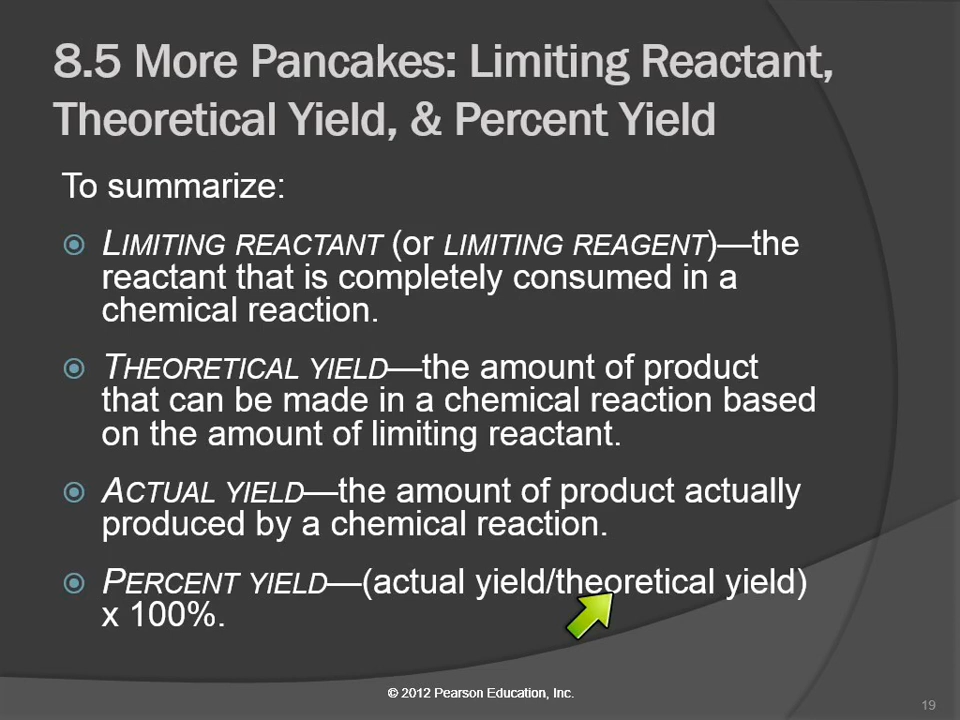 8.5 More Pancakes: Limiting Reactant,
Theoretical Yield, & Percent Yield
To summarize:
LIMITING REACTANT (or LIMITING REAGENT)—the
reactant that is completely consumed in a
chemical reaction.
THEORETICAL YIELD—the amount of product
that can be made in a chemical reaction based
on the amount of limiting reactant.
ACTUAL YIELD—the amount of product actually
produced by a chemical reaction.
PERCENT YIELD—(actual yield/theoretical yield)
x 100%.
© 2012 Pearson Education, Inc.
19